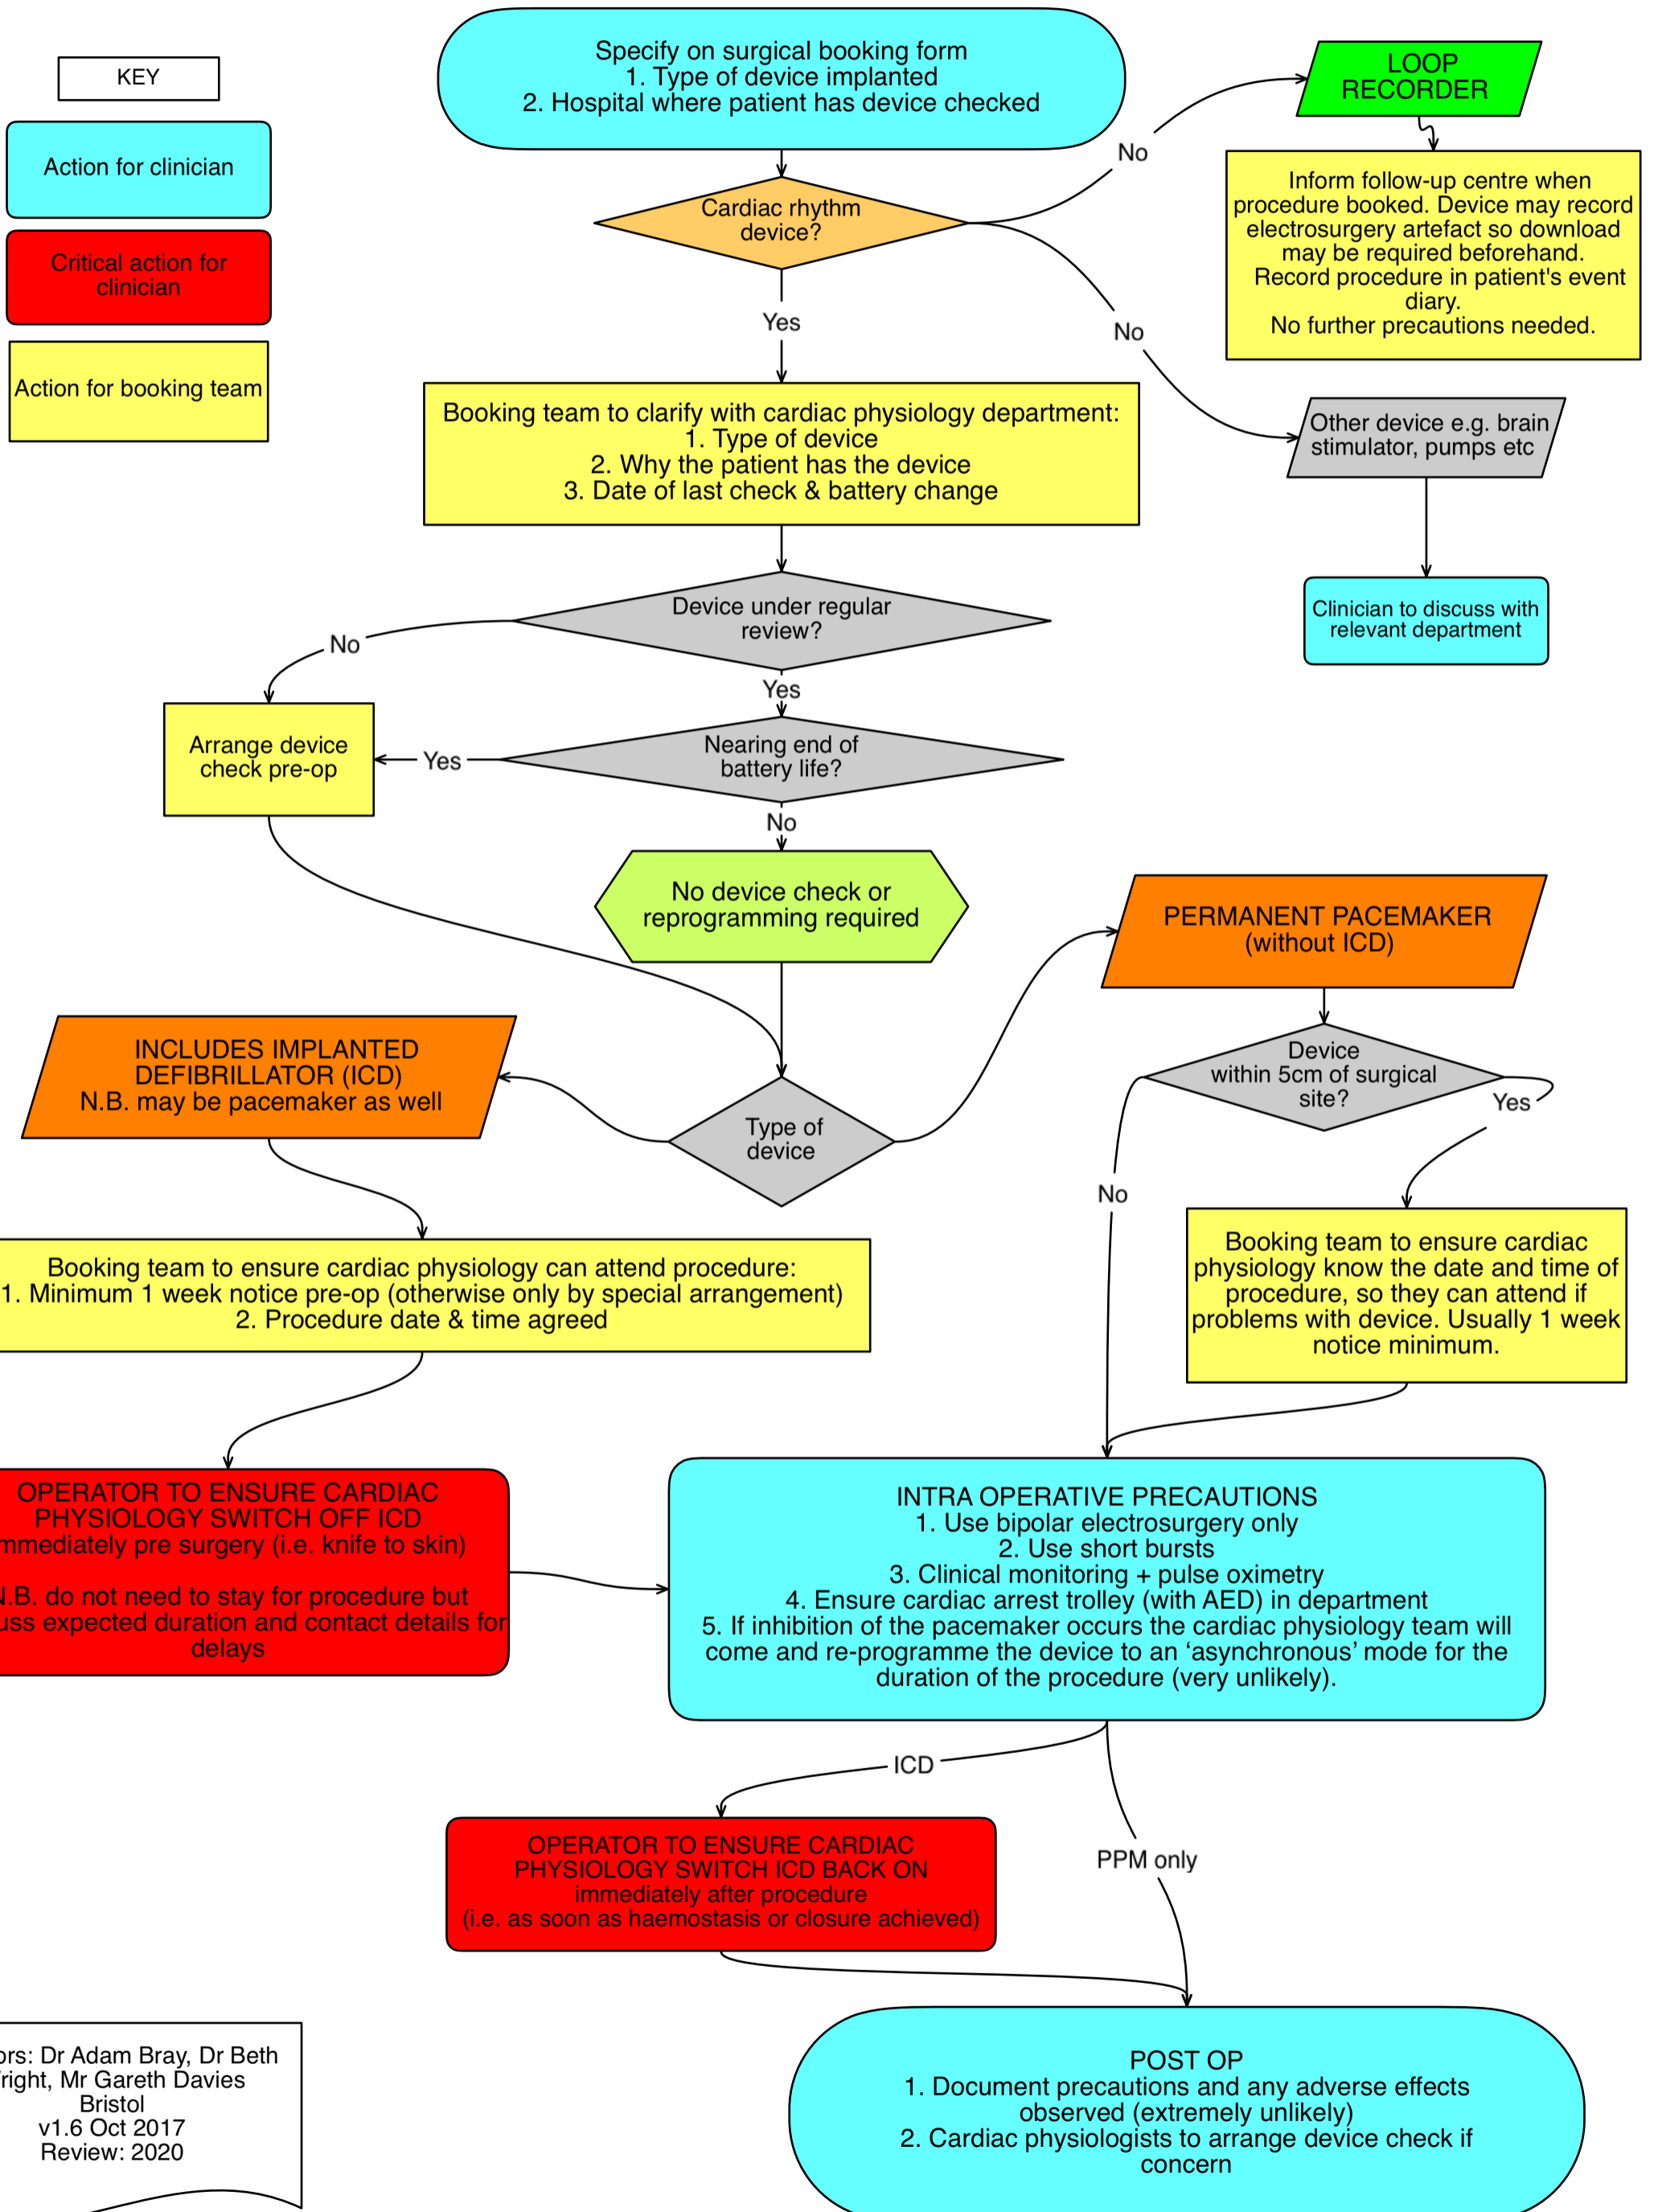 KEY
Action for clinician
Critical action for
clinician
Action for booking team
Specify on surgical booking form
1. Type of device implanted
2. Hospital where patient has device checked
Cardiac rhythm
device?
No
LOOP
RECORDER
Inform follow-up centre when
procedure booked. Device may record
electrosurgery artefact so download
may be required beforehand.
Record procedure in patient's event
diary.
No further precautions needed.
No
Other device e.g. brain
stimulator, pumps etc
Clinician to discuss with
relevant department
Yes
Booking team to clarify with cardiac physiology department:
1. Type of device
2. Why the patient has the device
3. Date of last check & battery change
Device under regular
review?
No
Yes
Arrange device
check pre-op
Yes
Nearing end of
battery life?
No
No device check or
reprogramming required
Type of
device
PERMANENT PACEMAKER
(without ICD)
Device
within 5cm of surgical
site?
Yes
No
Booking team to ensure cardiac
physiology know the date and time of
procedure, so they can attend if
problems with device. Usually 1 week
notice minimum.
INCLUDES IMPLANTED
DEFIBRILLATOR (ICD)
N.B. may be pacemaker as well
Booking team to ensure cardiac physiology can attend procedure:
1. Minimum 1 week notice pre-op (otherwise only by special arrangement)
2. Procedure date & time agreed
OPERATOR TO ENSURE CARDIAC
PHYSIOLOGY SWITCH OFF ICD
mmediately pre surgery (i.e. knife to skin)
N.B. do not need to stay for procedure but
uss expected duration and contact details for
delays
INTRA OPERATIVE PRECAUTIONS
1. Use bipolar electrosurgery only
2. Use short bursts
3. Clinical monitoring + pulse oximetry
4. Ensure cardiac arrest trolley (with AED) in department
5. If inhibition of the pacemaker occurs the cardiac physiology team will
come and re-programme the device to an ‘asynchronous’ mode for the
duration of the procedure (very unlikely).
ICD
PPM only
OPERATOR TO ENSURE CARDIAC
PHYSIOLOGY SWITCH ICD BACK ON
immediately after procedure
(i.e. as soon as haemostasis or closure achieved)
POST OP
1. Document precautions and any adverse effects
observed (extremely unlikely)
2. Cardiac physiologists to arrange device check if
concern
ors: Dr Adam Bray, Dr Beth
right, Mr Gareth Davies
Bristol
v1.6 Oct 2017
Review: 2020